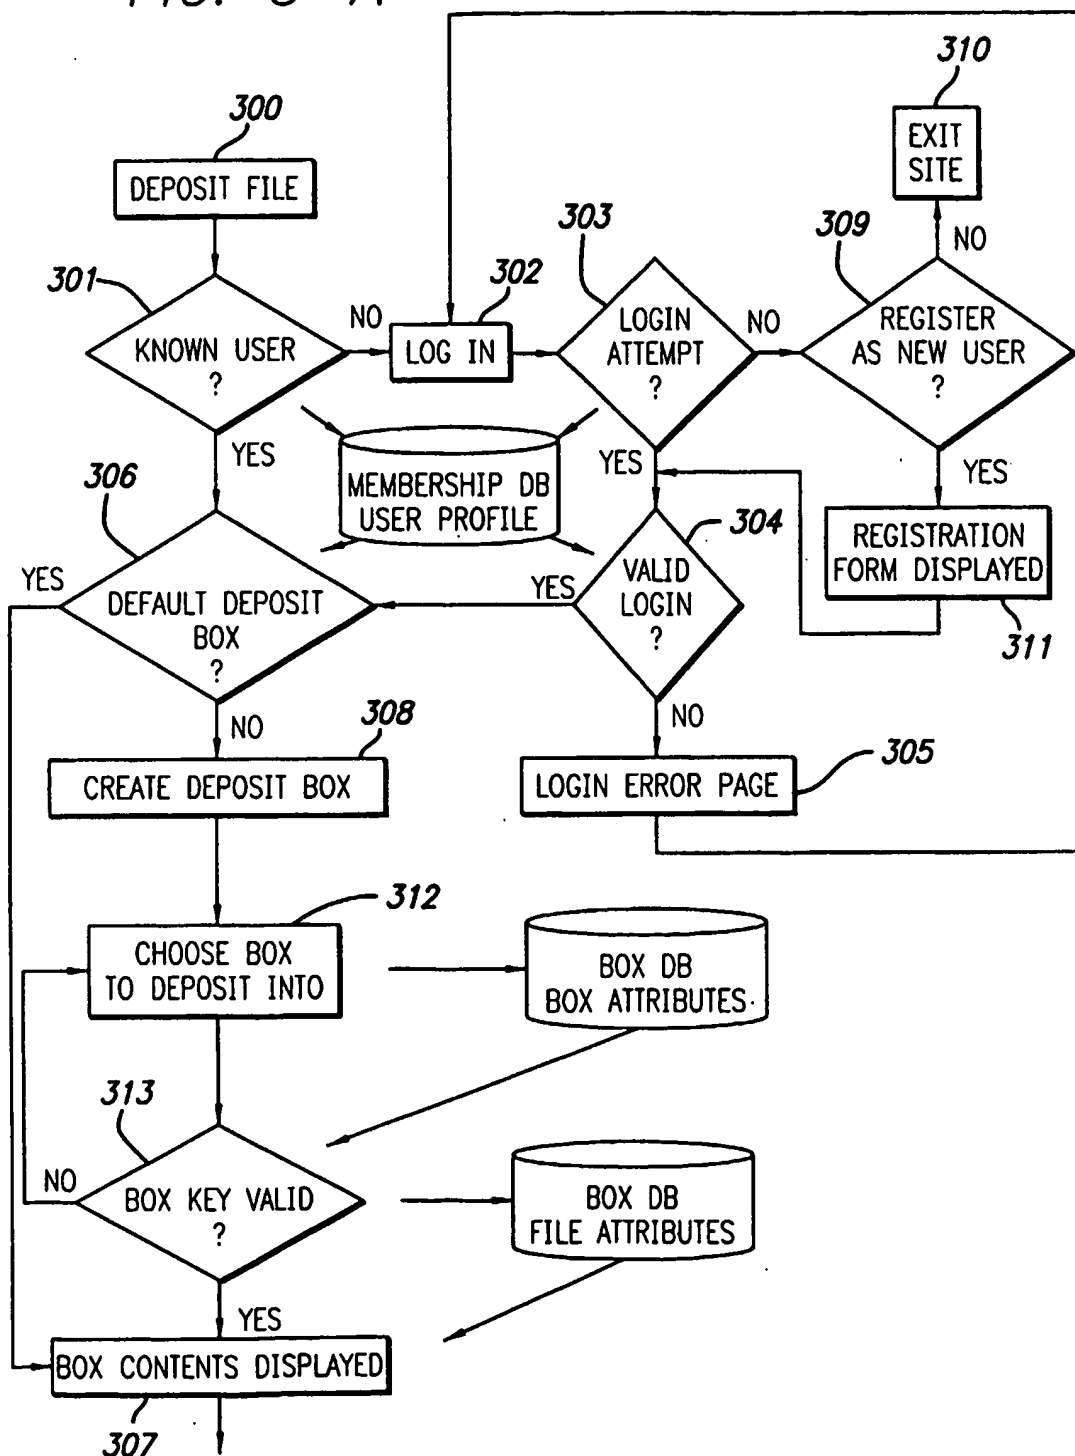 300
DEPOSIT FILE
301
KNOWN USER
?
NO
YES
302
LOG IN
303
LOGIN
ATTEMPT
?
NO
YES
309
REGISTER
AS NEW USER
?
NO
YES
310
EXIT
SITE
MEMBERSHIP DB
USER PROFILE
REGISTRATION
FORM DISPLAYED
311
304
VALID
LOGIN
?
YES
NO
305
LOGIN ERROR PAGE
306
DEFAULT DEPOSIT
BOX
?
YES
NO
308
CREATE DEPOSIT BOX
312
CHOOSE BOX
TO DEPOSIT INTO
BOX DB
BOX ATTRIBUTES
313
BOX KEY VALID
?
NO
YES
BOX DB
FILE ATTRIBUTES
BOX CONTENTS DISPLAYED
307